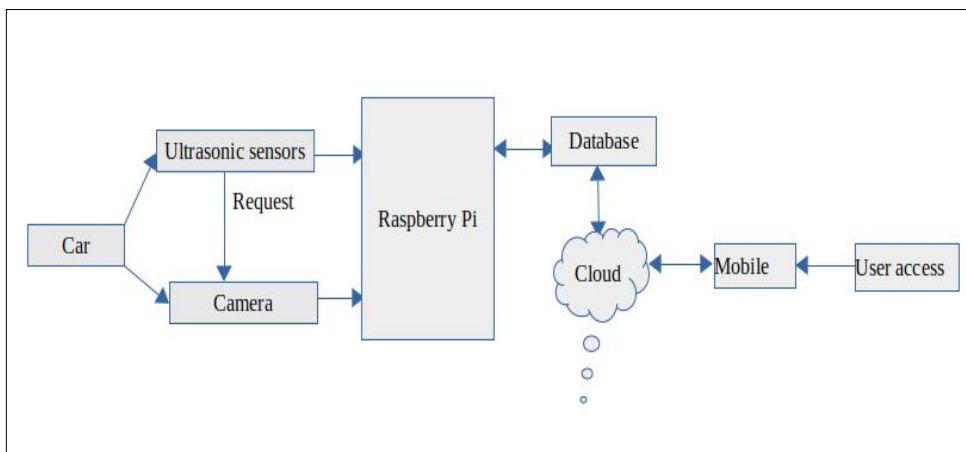 Ultrasonic sensors
Request
Car
Camera
Raspberry Pi
Database
Cloud
Mobile
User access